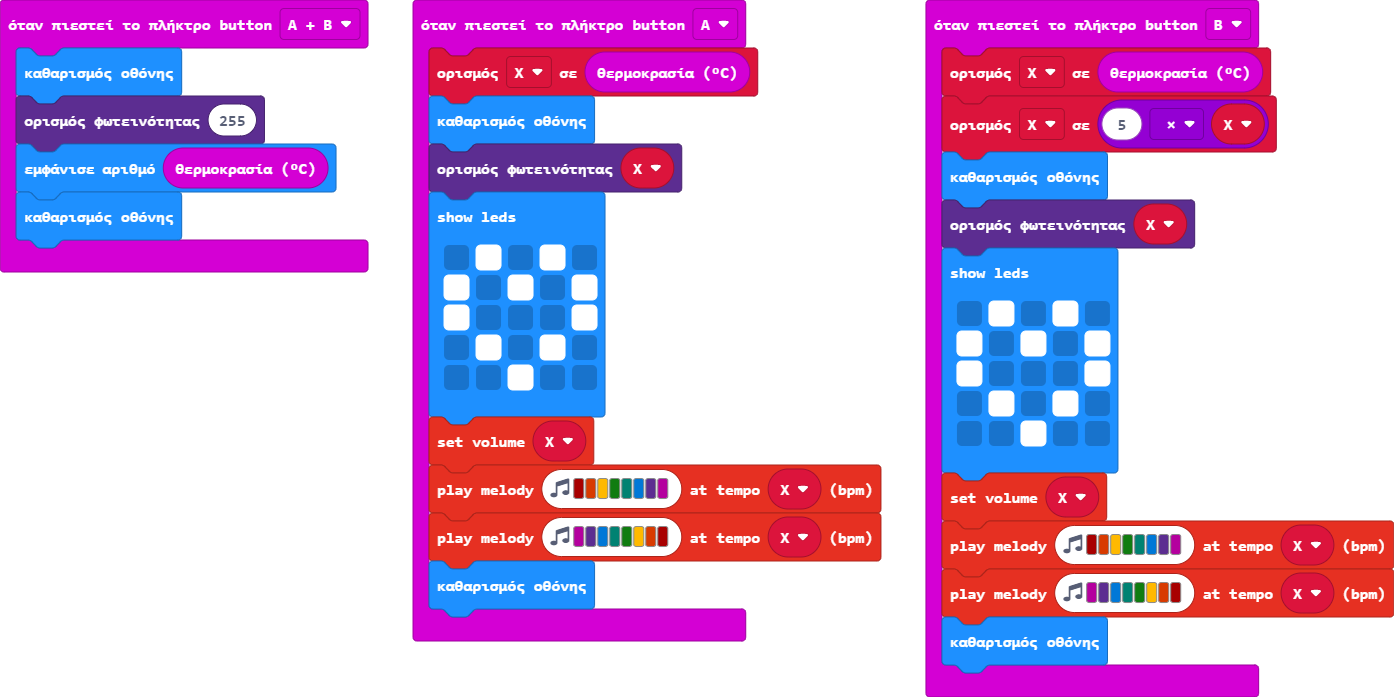 όταν πιεστεί το πλήκτρο button A + B
καθαρισμός οθόνης
ορισμός φωτεινότητας 255
εμφάνισε αριθμό θερμοκρασία (ºC)
καθαρισμός οθόνης
όταν πιεστεί το πλήκτρο button A
ορισμός X σε θερμοκρασία (ºC)
καθαρισμός οθόνης
ορισμός φωτεινότητας X
show leds
set volume X
play melody at tempo X (bpm)
play melody at tempo X (bpm)
καθαρισμός οθόνης
όταν πιεστεί το πλήκτρο button B
ορισμός X σε θερμοκρασία (ºC)
ορισμός X σε 5 × X
καθαρισμός οθόνης
ορισμός φωτεινότητας X
show leds
set volume X
play melody at tempo X (bpm)
play melody at tempo X (bpm)
καθαρισμός οθόνης